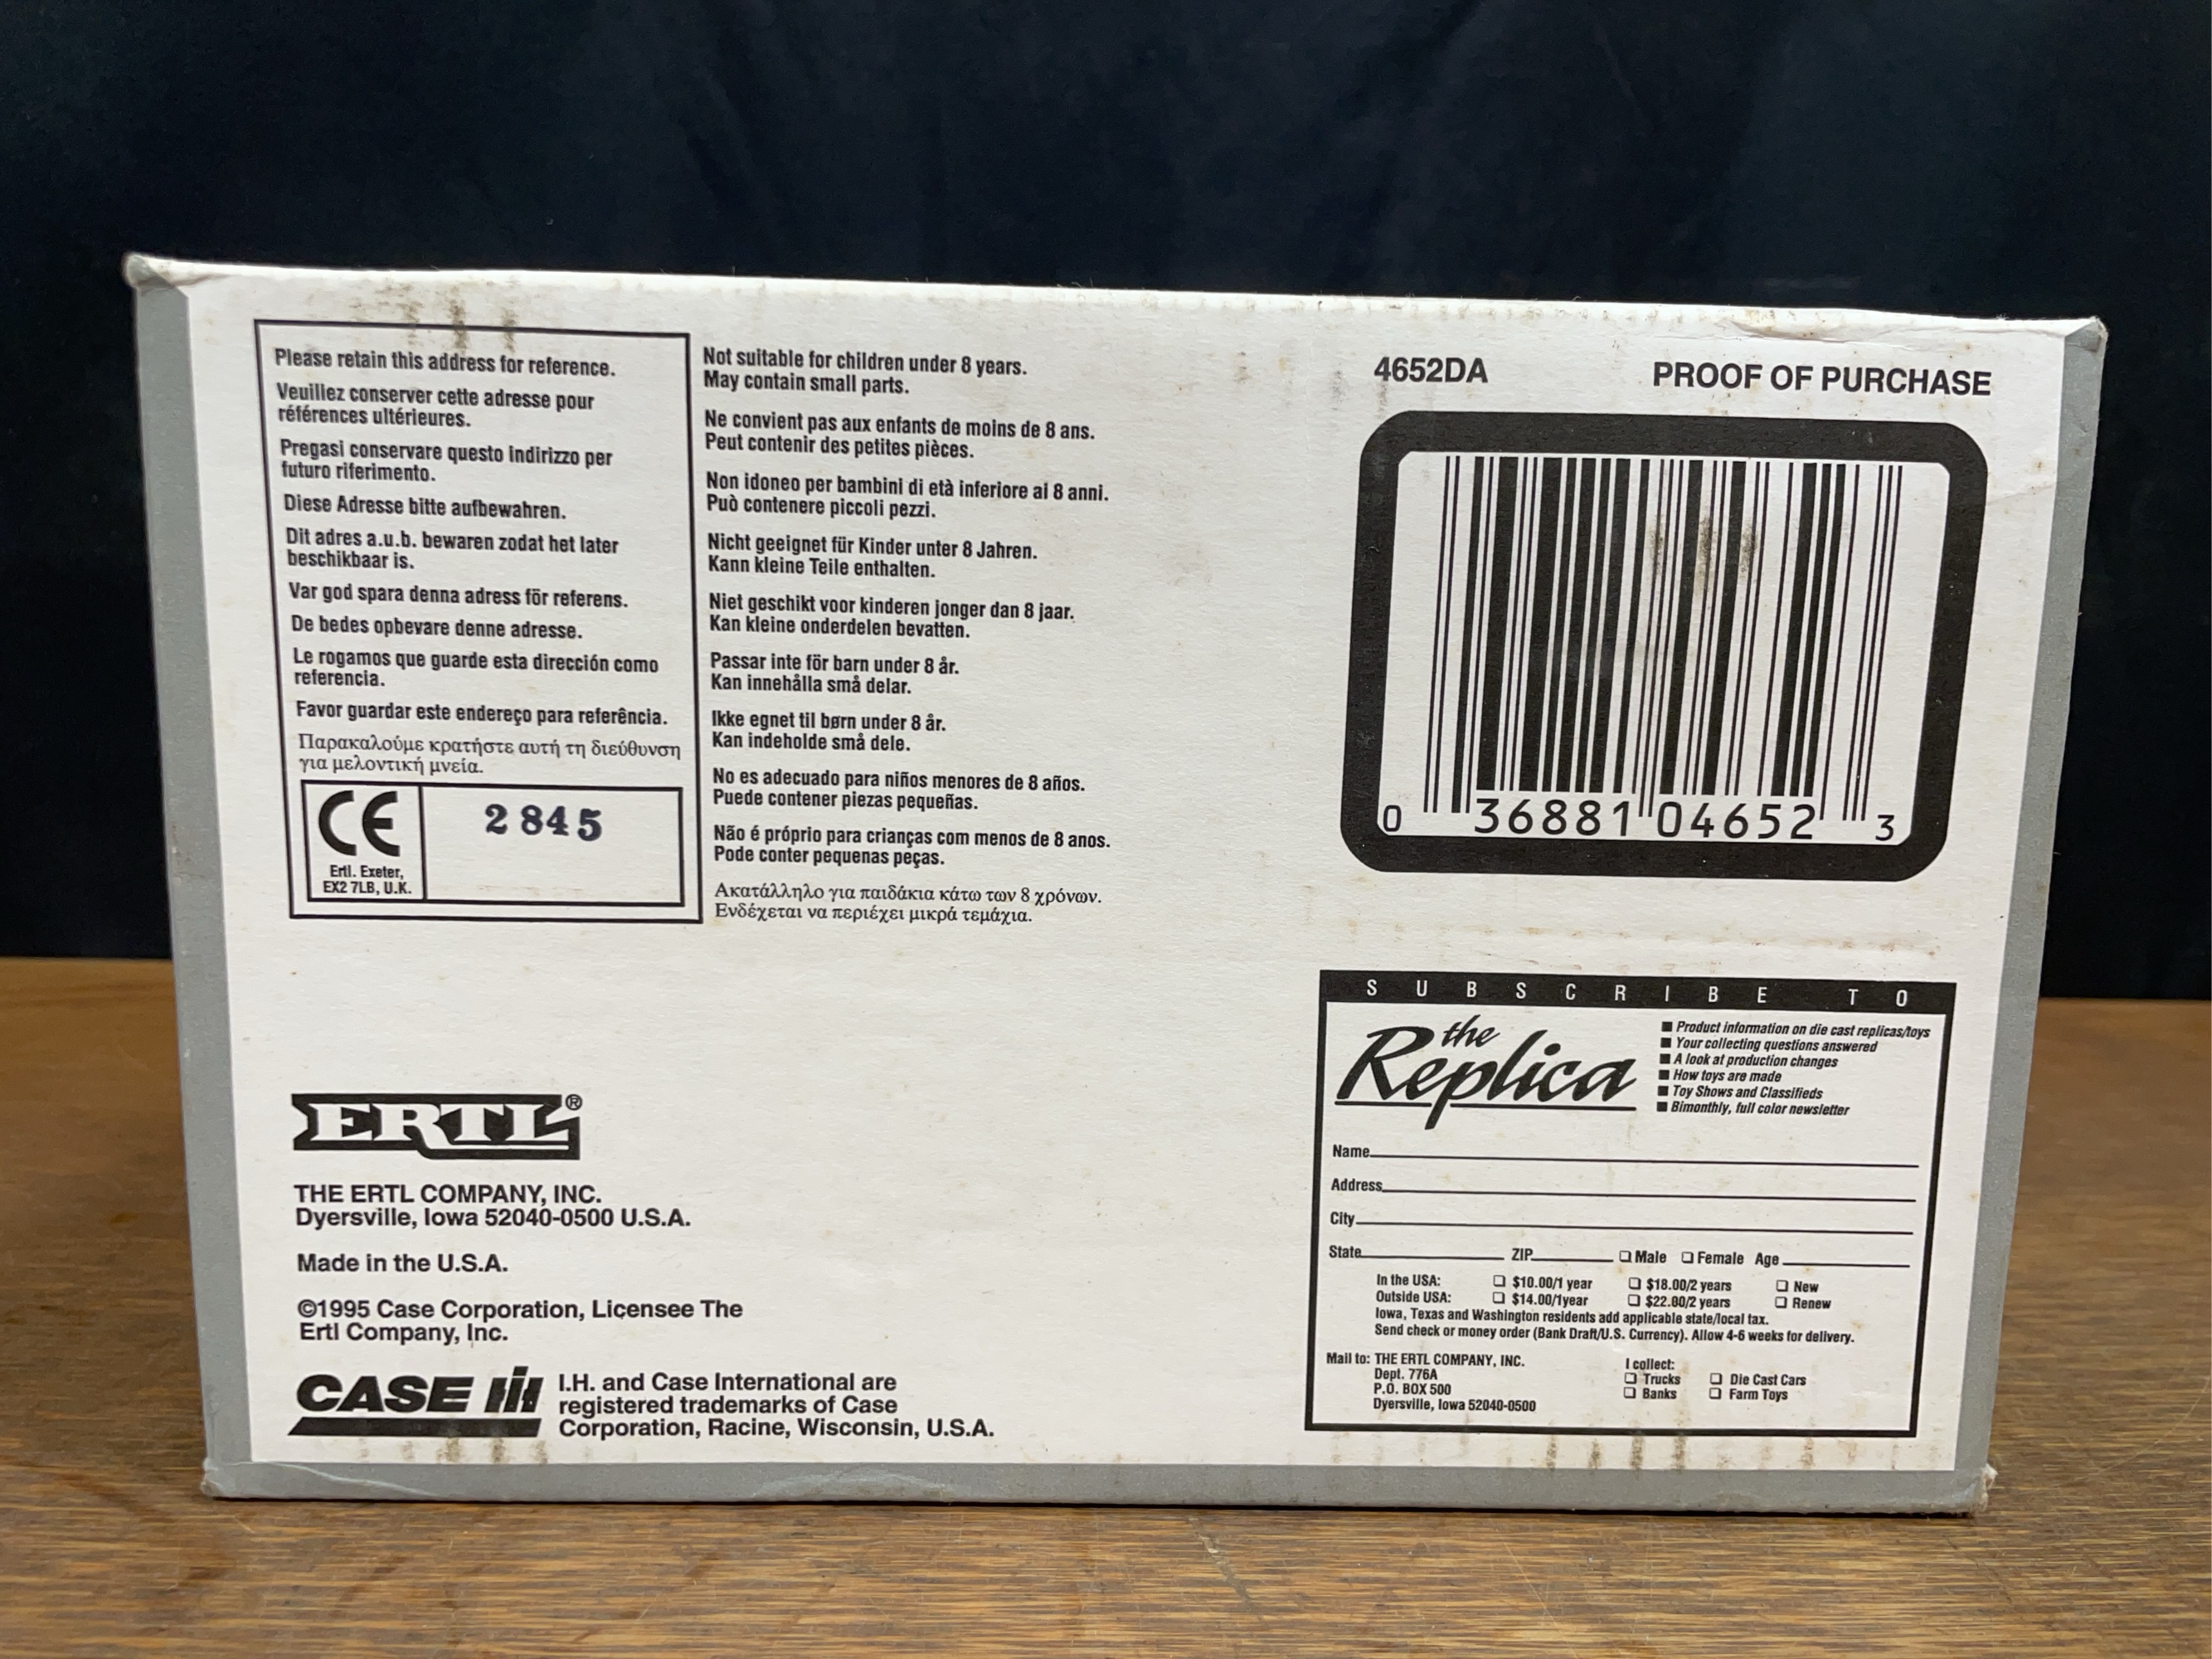 Please retain this address for reference.
Veuillez conserver cette adresse pour
références ultérieures.
Pregasi conservare questo indirizzo per
futuro riferimento.
Diese Adresse bitte aufbewahren.
Dit adres a.u.b. bewaren zodat het later
beschikbaar is.
Var god spara denna adress för referens.
De bedes opbevare denne adresse.
Le rogamos que guarde esta dirección como
referencia.
Favor guardar este endereço para referência.
Παρακαλούμε κρατήστε αυτή τη διεύθυνση
για μελοντική μνεία.
CE
Ertl. Exeter,
EX2 7LB, U.K.
2845
Not suitable for children under 8 years.
May contain small parts.
Ne convient pas aux enfants de moins de 8 ans.
Peut contenir des petites pièces.
Non idoneo per bambini di età inferiore ai 8 anni.
Può contenere piccoli pezzi.
Nicht geeignet für Kinder unter 8 Jahren.
Kann kleine Teile enthalten.
Niet geschikt voor kinderen jonger dan 8 jaar.
Kan kleine onderdelen bevatten.
Passar inte för barn under 8 år.
Kan innehålla små delar.
Ikke egnet til børn under 8 år.
Kan indeholde små dele.
No es adecuado para niños menores de 8 años.
Puede contener piezas pequeñas.
Não é próprio para crianças com menos de 8 anos.
Pode conter pequenas peças.
Ακατάλληλο για παιδάκια κάτω των 8 χρόνων.
Ενδέχεται να περιέχει μικρά τεμάχια.
4652DA
PROOF OF PURCHASE
0 36881 04652 3
ERTL®
THE ERTL COMPANY, INC.
Dyersville, Iowa 52040-0500 U.S.A.
Made in the U.S.A.
©1995 Case Corporation, Licensee The
Ertl Company, Inc.
CASE IH
I.H. and Case International are
registered trademarks of Case
Corporation, Racine, Wisconsin, U.S.A.
SUBSCRIBE TO
the
Replica
■ Product information on die cast replicas/toys
■ Your collecting questions answered
■ A look at production changes
■ How toys are made
■ Toy Shows and Classifieds
■ Bimonthly, full color newsletter
Name
Address
City
State ZIP ❑ Male ❑ Female Age
In the USA: ❑ $10.00/1 year ❑ $18.00/2 years ❑ New
Outside USA: ❑ $14.00/1year ❑ $22.00/2 years ❑ Renew
Iowa, Texas and Washington residents add applicable state/local tax.
Send check or money order (Bank Draft/U.S. Currency). Allow 4-6 weeks for delivery.
Mail to: THE ERTL COMPANY, INC.
Dept. 776A
P.O. BOX 500
Dyersville, Iowa 52040-0500
I collect:
❑ Trucks ❑ Die Cast Cars
❑ Banks ❑ Farm Toys